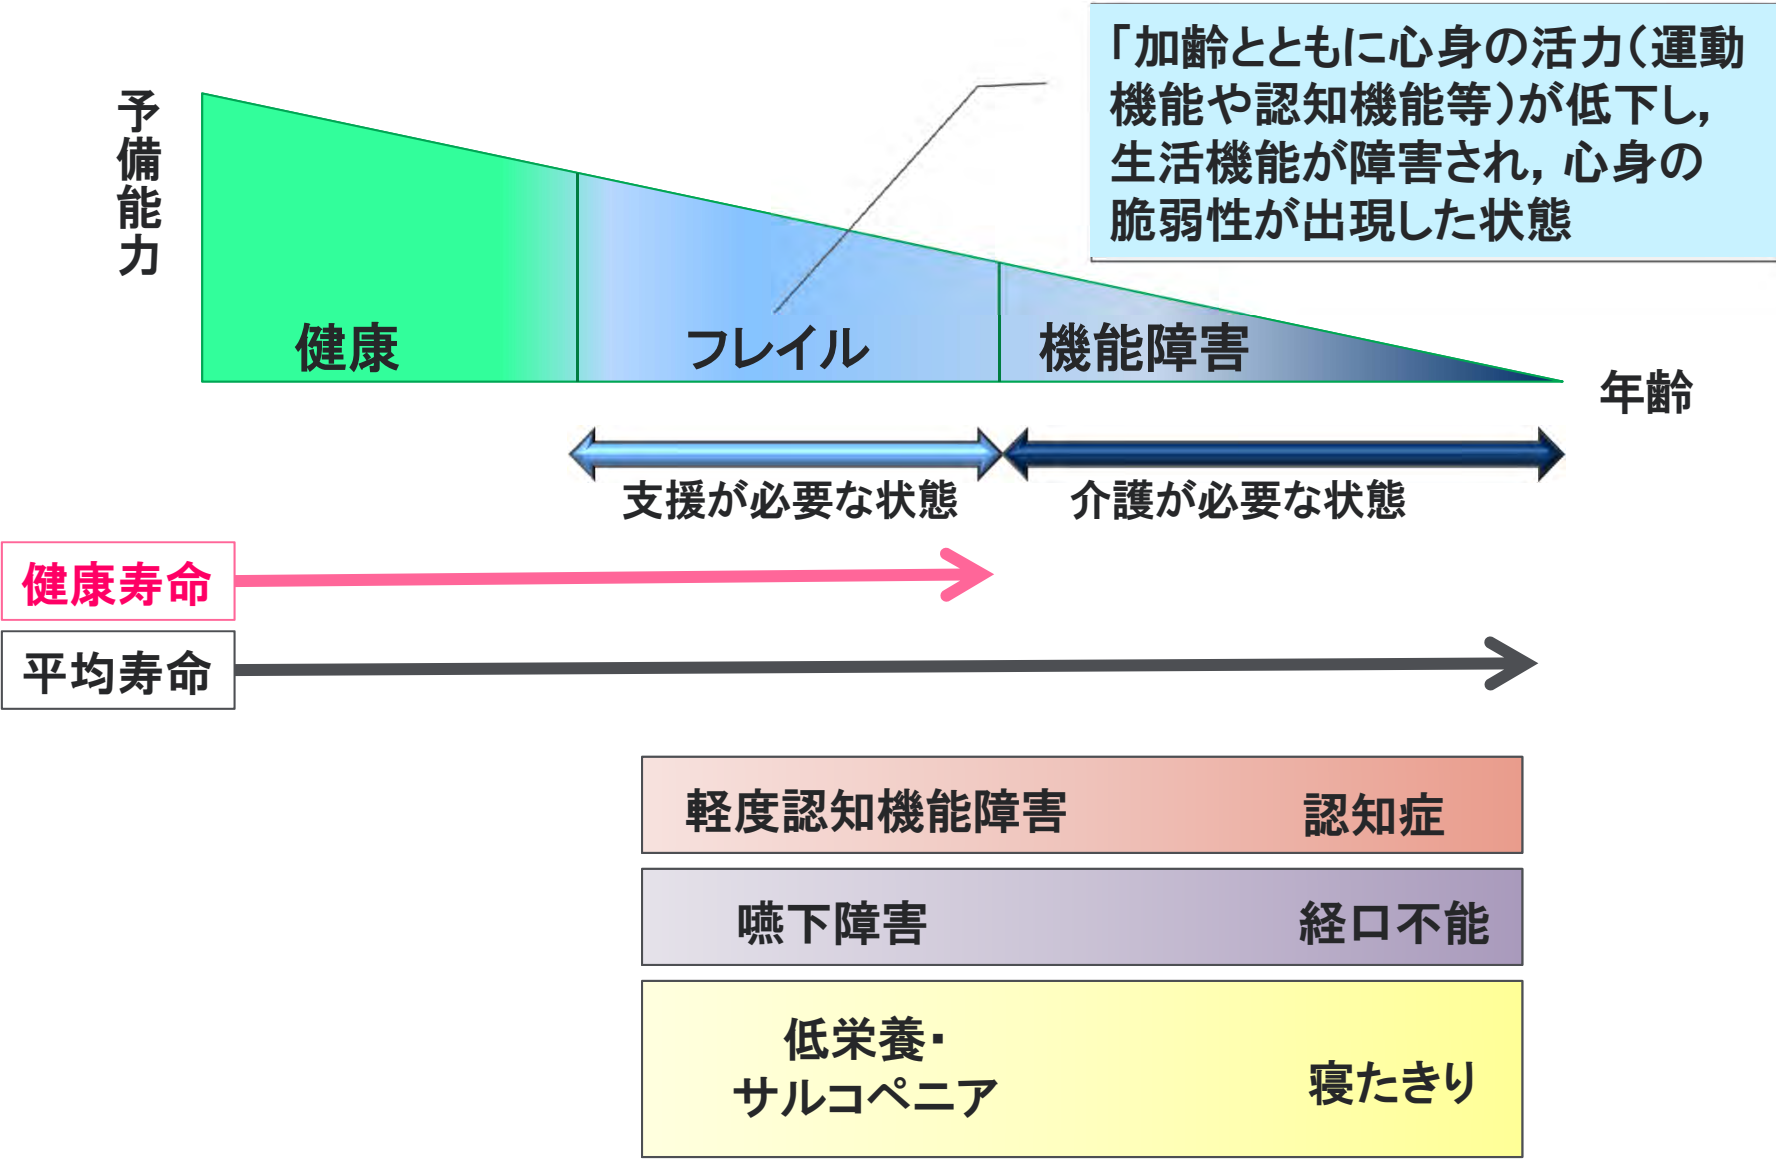 「加齢とともに心身の活力(運動
機能や認知機能等)が低下し,
生活機能が障害され, 心身の
脆弱性が出現した状態
予備能力
健康
フレイル
機能障害
年齢
支援が必要な状態
介護が必要な状態
健康寿命
平均寿命
軽度認知機能障害
認知症
嚥下障害
経口不能
低栄養・
サルコペニア
寝たきり